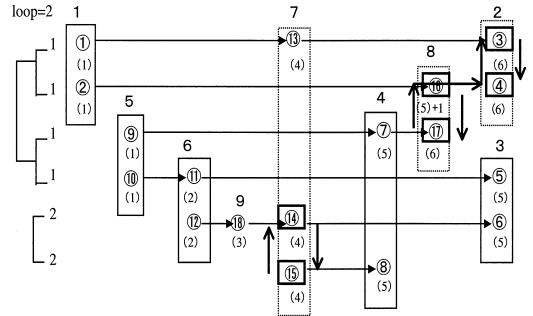 loop=2 1 7 2
1 ① ⑬ ③
(1) (4) 8 (6)
1 ② ⑯ ④
(1) 5 4 (5)+1 (6)
1 ⑨ ⑦ ⑰ 3
(1) 6 (5) (6)
1 ⑩ ⑪ ⑤
(1) (2) 9 (5)
2 ⑫ ⑱ ⑭ ⑥
(2) (3) (4) (5)
2 ⑮ ⑧
(4) (5)